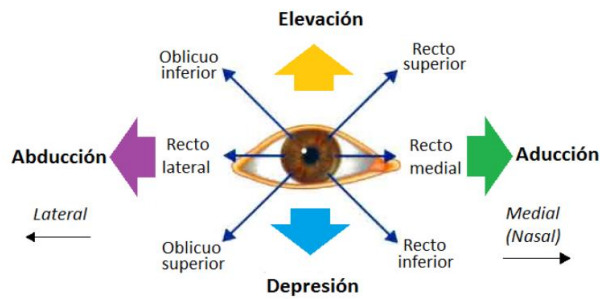 Elevación
Oblicuo
inferior
Recto
superior
Abducción
Recto
lateral
Recto
medial
Aducción
Lateral
Medial
(Nasal)
Oblicuo
superior
Recto
inferior
Depresión